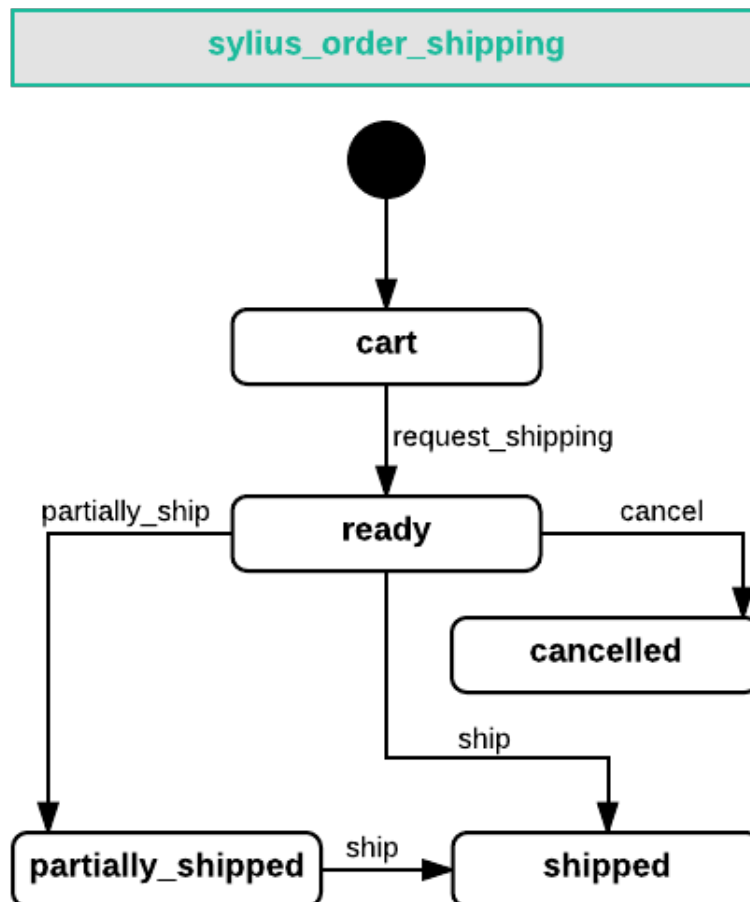 sylius_order_shipping
cart
request_shipping
partially_ship
ready
cancel
cancelled
ship
partially_shipped
ship
shipped